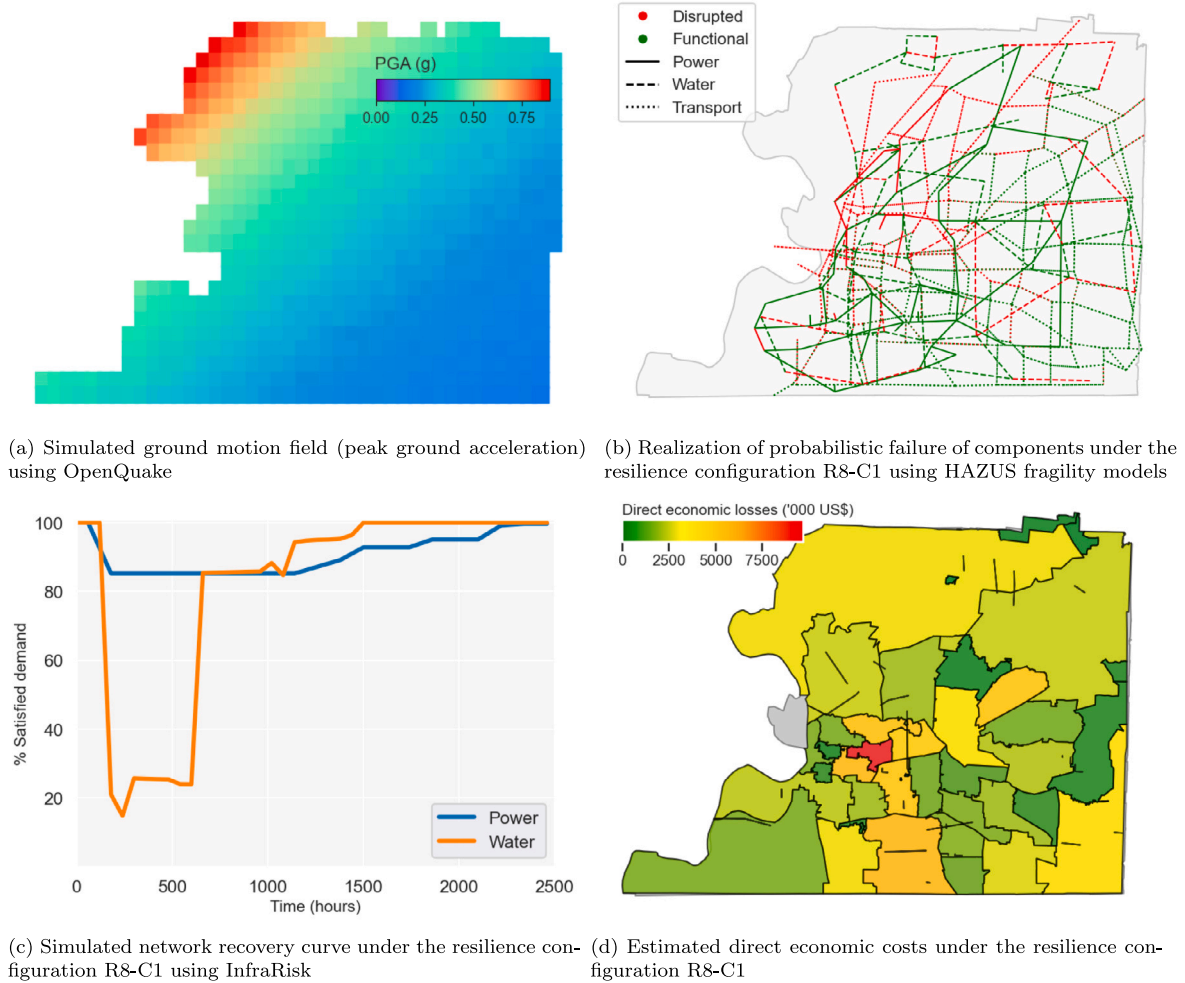 PGA (g)
0.00 0.25 0.50 0.75
Disrupted
Functional
Power
Water
Transport
(a) Simulated ground motion field (peak ground acceleration)
using OpenQuake
(b) Realization of probabilistic failure of components under the
resilience configuration R8-C1 using HAZUS fragility models
100
80
60
40
20
% Satisfied demand
Power
Water
0 500 1000 1500 2000 2500
Time (hours)
Direct economic losses ('000 US$)
0 2500 5000 7500
(c) Simulated network recovery curve under the resilience con-
figuration R8-C1 using InfraRisk
(d) Estimated direct economic costs under the resilience con-
figuration R8-C1